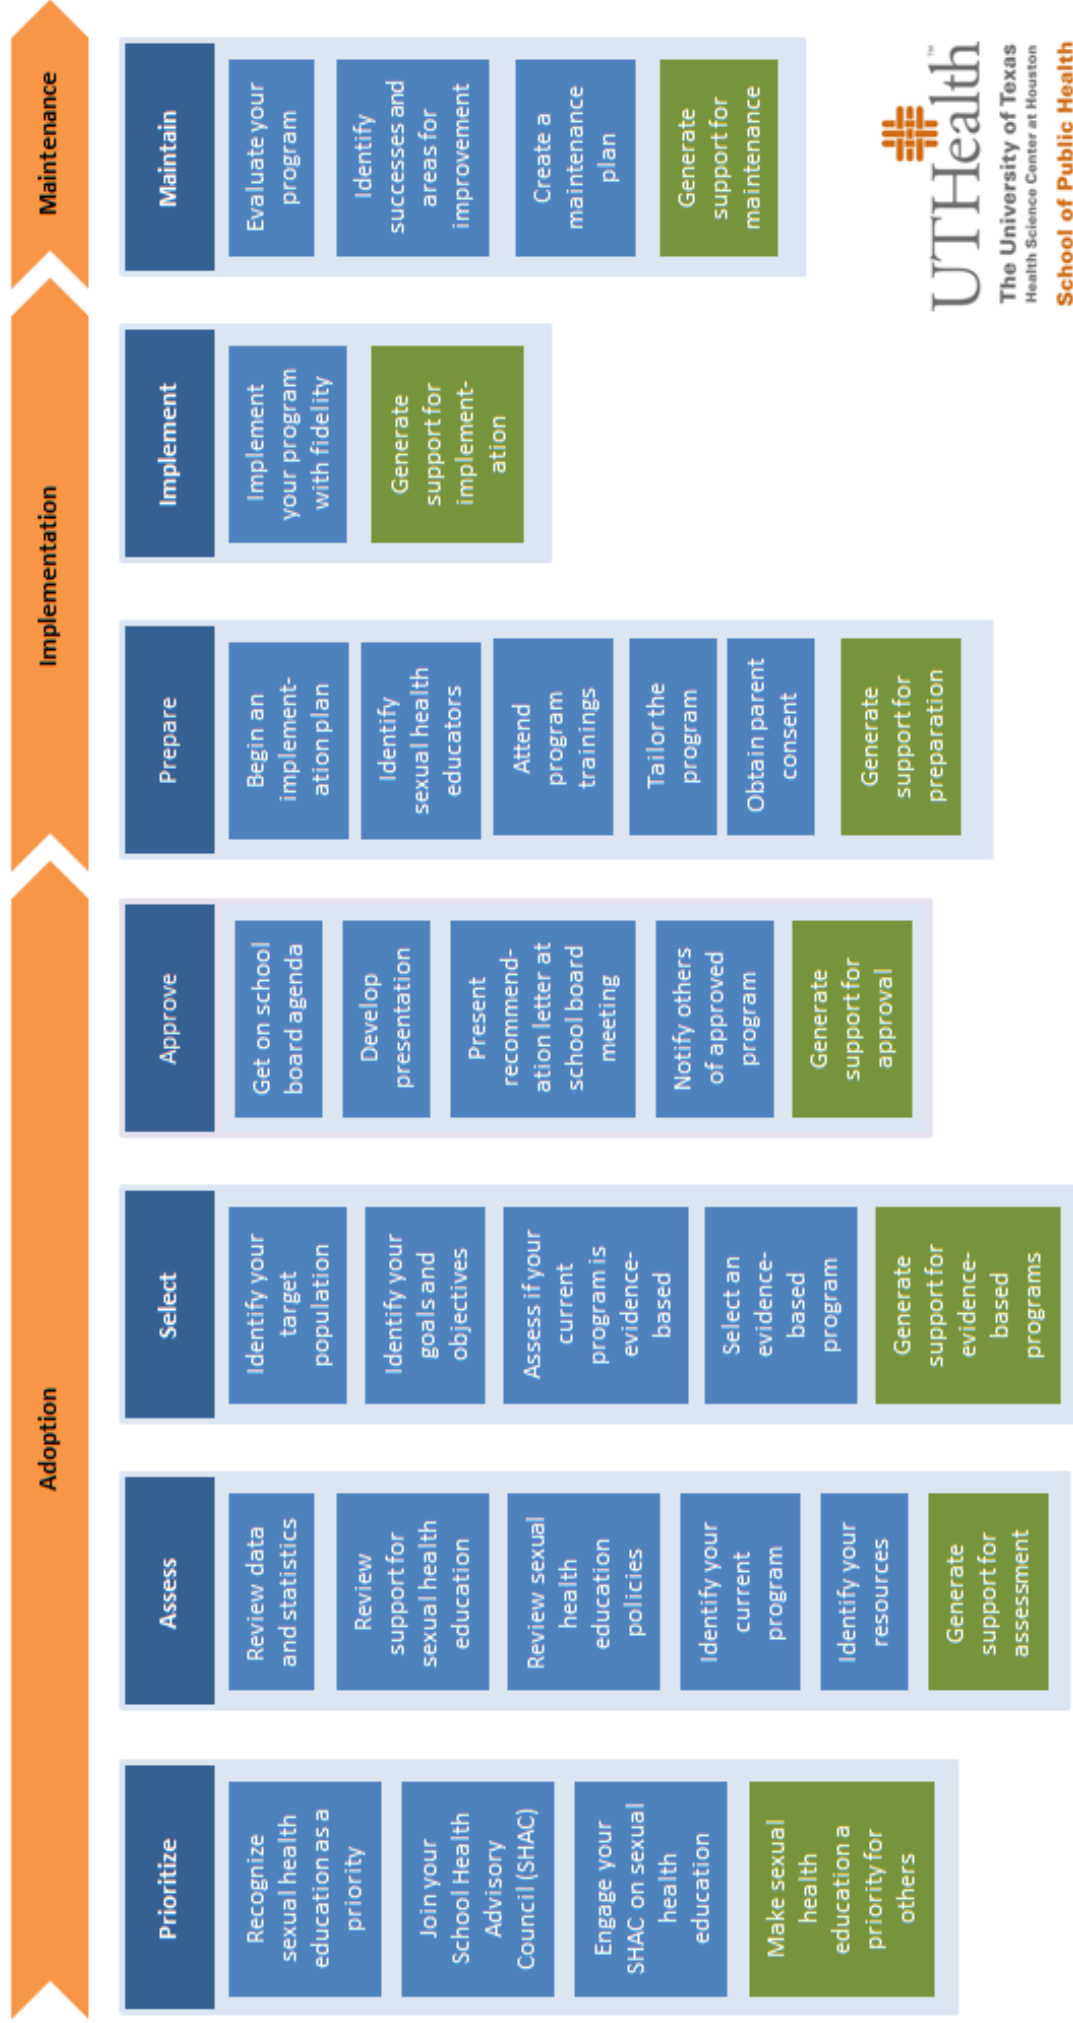 Adoption
Implementation
Maintenance
Prioritize
Recognize
sexual health
education as a
priority
Join your
School Health
Advisory
Council (SHAC)
Engage your
SHAC on sexual
health
education
Make sexual
health
education a
priority for
others
Assess
Review data
and statistics
Review
support for
sexual health
education
Review sexual
health
education
policies
Identify your
current
program
Identify your
resources
Generate
support for
assessment
Select
Identify your
target
population
Identify your
goals and
objectives
Assess if your
current
program is
evidence-
based
Select an
evidence-
based
program
Generate
support for
evidence-
based
programs
Approve
Get on school
board agenda
Develop
presentation
Present
recommend-
ation letter at
school board
meeting
Notify others
of approved
program
Generate
support for
approval
Prepare
Begin an
implement-
ation plan
Identify
sexual health
educators
Attend
program
trainings
Tailor the
program
Obtain parent
consent
Generate
support for
preparation
Implement
Implement
your program
with fidelity
Generate
support for
implement-
ation
Maintain
Evaluate your
program
Identify
successes and
areas for
improvement
Create a
maintenance
plan
Generate
support for
maintenance
UTHealth™
The University of Texas
Health Science Center at Houston
School of Public Health